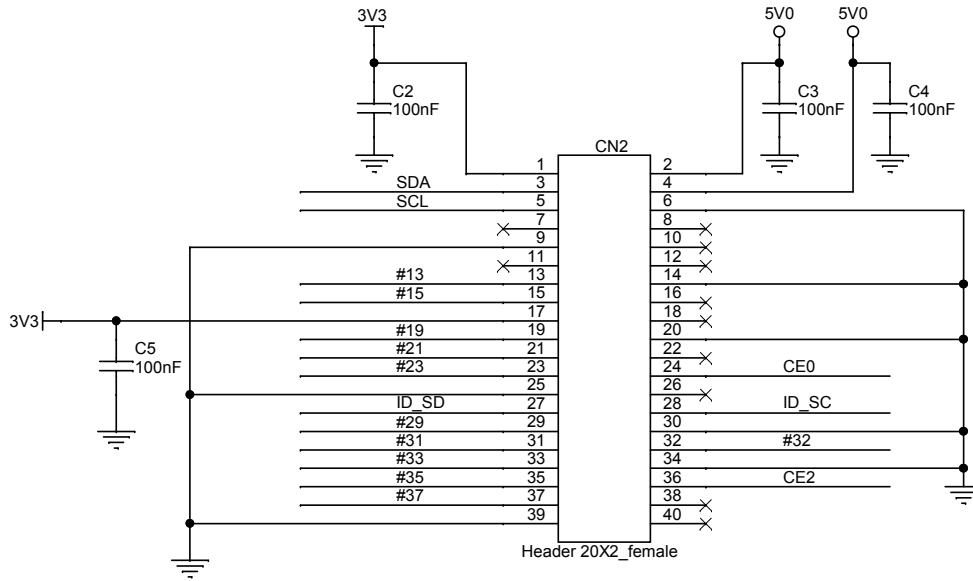 3V3
5V0 5V0
C2
100nF
C3
100nF
C4
100nF
CN2
1 2
SDA 3 4
SCL 5 6
7 8
9 10
11 12
#13 13 14
#15 15 16
3V3 17 18
#19 19 20
C5
100nF
#21 21 22
#23 23 24 CE0
25 26
ID_SD 27 28 ID_SC
#29 29 30
#31 31 32 #32
#33 33 34
#35 35 36 CE2
#37 37 38
39 40
Header 20X2_female